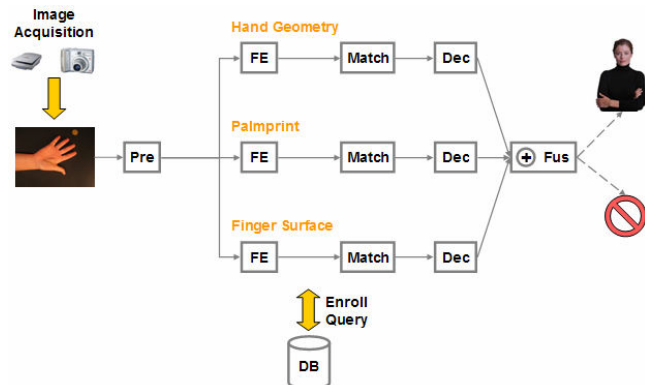 Image
Acquisition
Hand Geometry
FE
Match
Dec
Palmprint
Pre
FE
Match
Dec
Fus
Finger Surface
FE
Match
Dec
Enroll
Query
DB